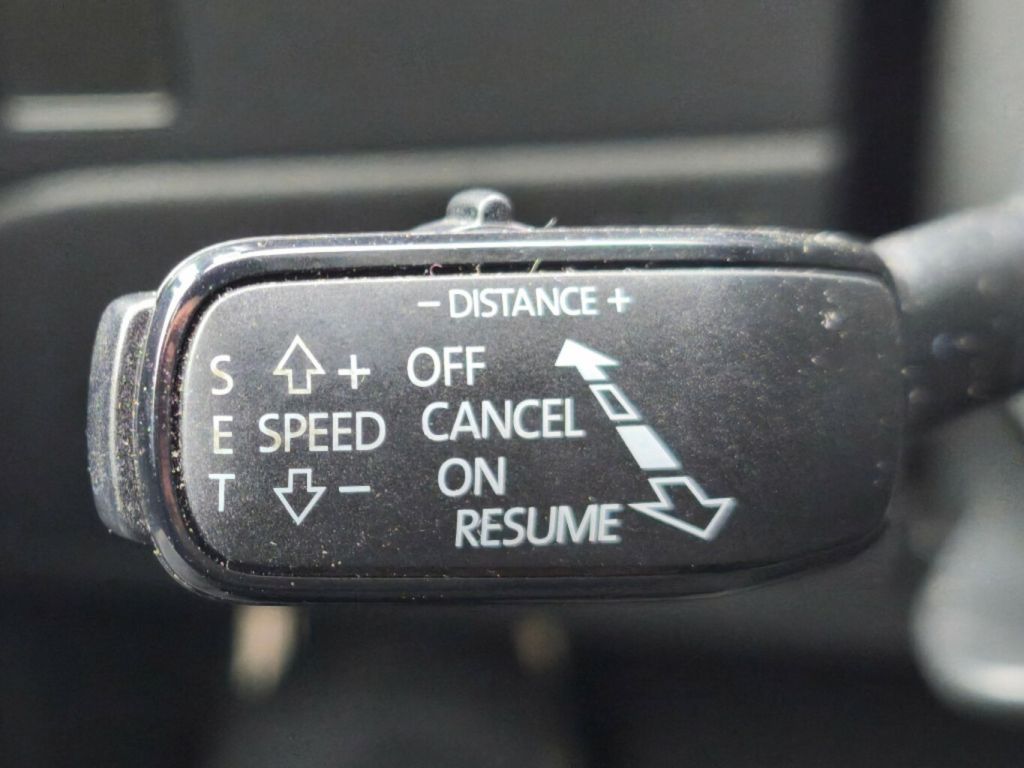 − DISTANCE +
S + OFF
E SPEED CANCEL
T − ON
RESUME